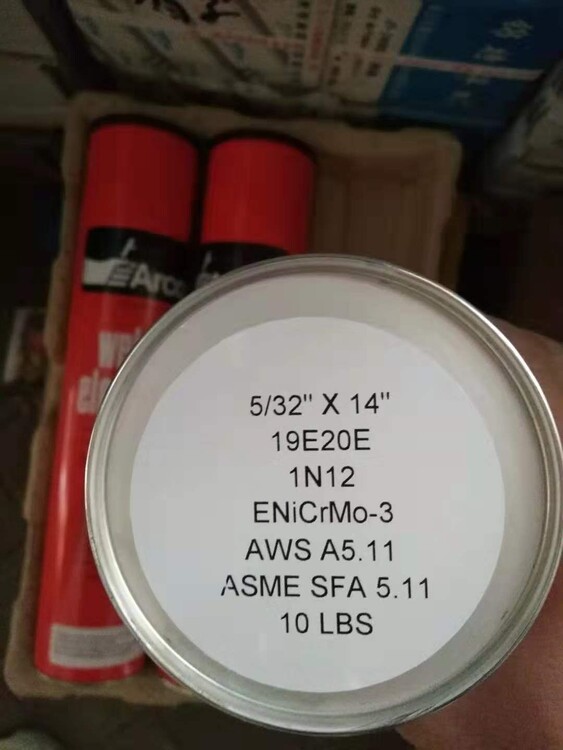 5/32" X 14"
19E20E
1N12
ENiCrMo-3
AWS A5.11
ASME SFA 5.11
10 LBS